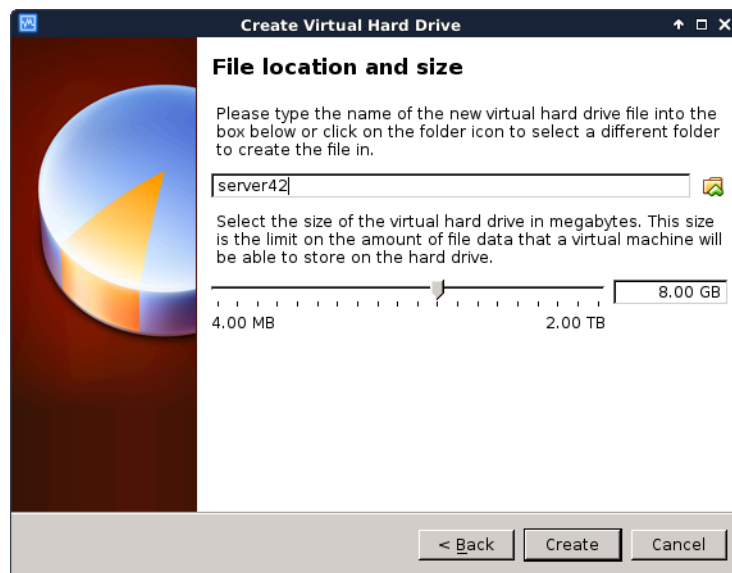 Create Virtual Hard Drive
File location and size
Please type the name of the new virtual hard drive file into the
box below or click on the folder icon to select a different folder
to create the file in.
server42
Select the size of the virtual hard drive in megabytes. This size
is the limit on the amount of file data that a virtual machine will
be able to store on the hard drive.
8.00 GB
4.00 MB 2.00 TB
< Back Create Cancel